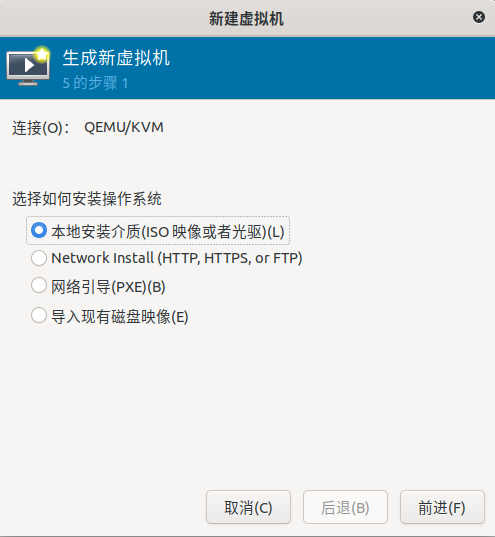 新建虚拟机
生成新虚拟机
5 的步骤 1
连接(O)： QEMU/KVM
选择如何安装操作系统
本地安装介质(ISO 映像或者光驱)(L)
Network Install (HTTP, HTTPS, or FTP)
网络引导(PXE)(B)
导入现有磁盘映像(E)
取消(C) 后退(B) 前进(F)